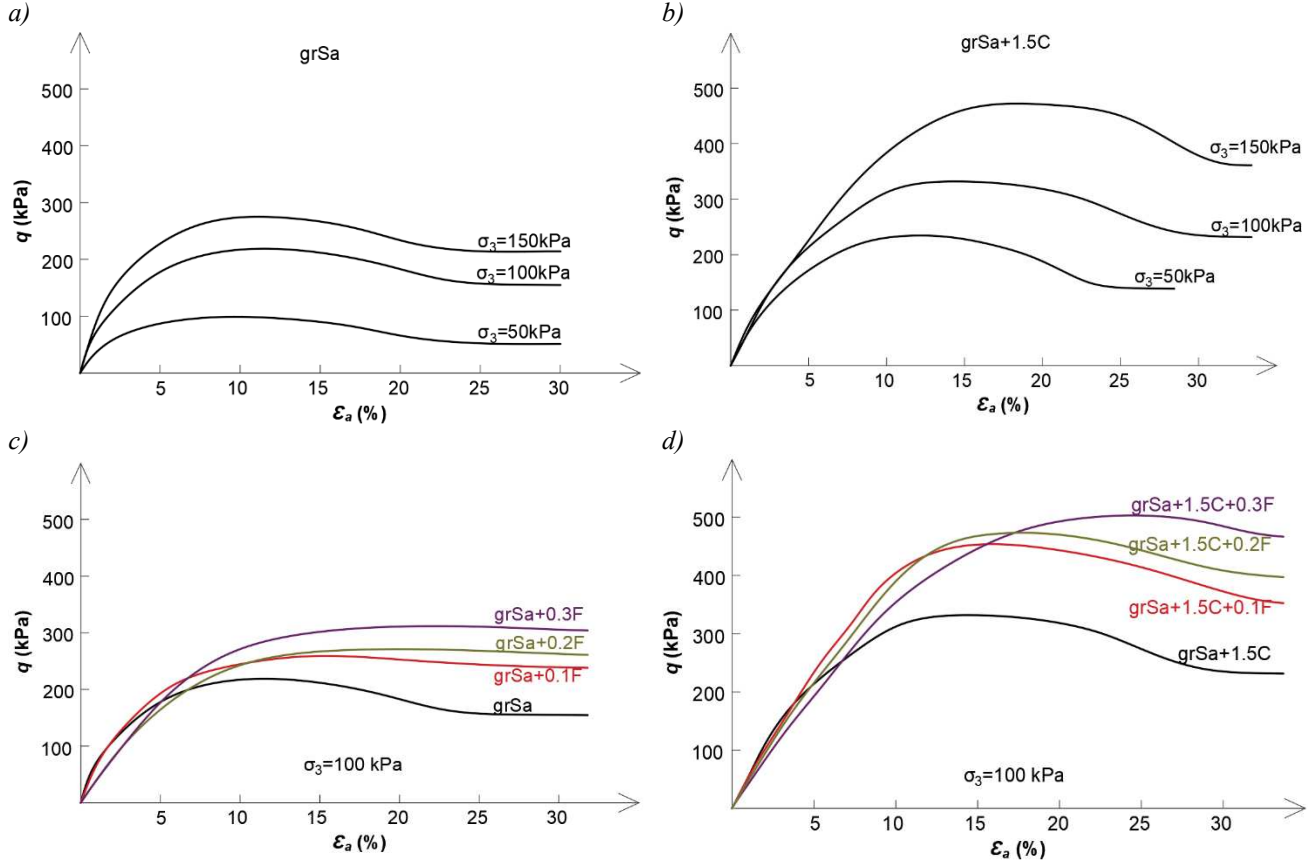 a)
grSa
q (kPa)
500
400
300
200
100
σ3=150kPa
σ3=100kPa
σ3=50kPa
5 10 15 20 25 30
Ɛa (%)
b)
grSa+1.5C
q (kPa)
500
400
300
200
100
σ3=150kPa
σ3=100kPa
σ3=50kPa
5 10 15 20 25 30
Ɛa (%)
c)
q (kPa)
500
400
300
200
100
grSa+0.3F
grSa+0.2F
grSa+0.1F
grSa
σ3=100 kPa
5 10 15 20 25 30
Ɛa (%)
d)
q (kPa)
500
400
300
200
100
grSa+1.5C+0.3F
grSa+1.5C+0.2F
grSa+1.5C+0.1F
grSa+1.5C
σ3=100 kPa
5 10 15 20 25 30
Ɛa (%)